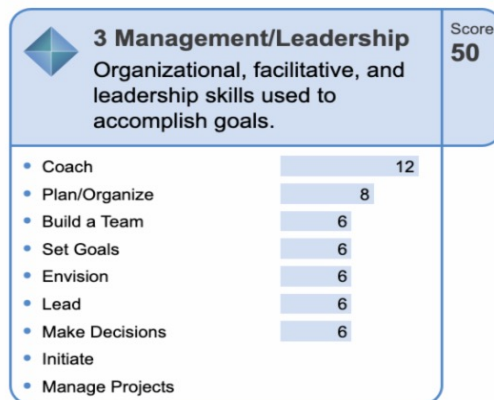 3 Management/Leadership
Organizational, facilitative, and
leadership skills used to
accomplish goals.
Score
50
Coach 12
Plan/Organize 8
Build a Team 6
Set Goals 6
Envision 6
Lead 6
Make Decisions 6
Initiate
Manage Projects